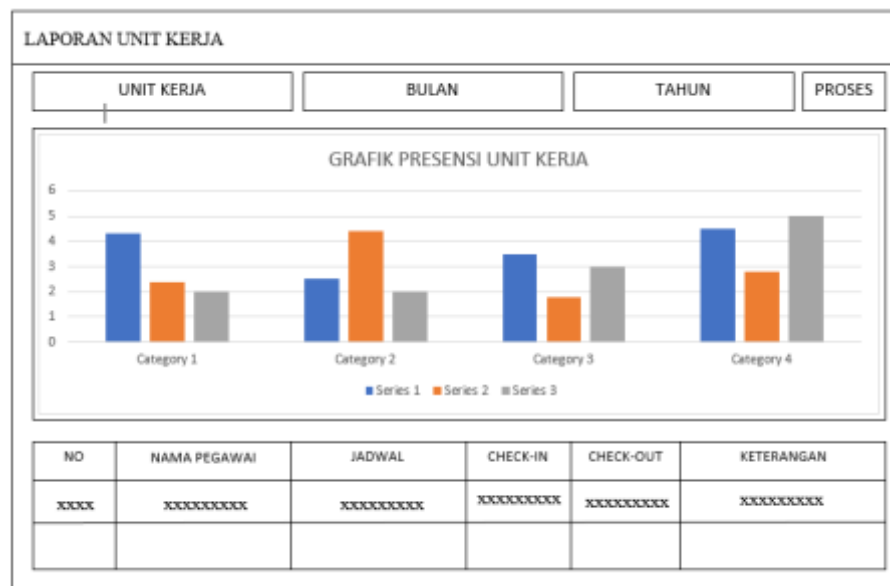 LAPORAN UNIT KERJA
UNIT KERJA BULAN TAHUN PROSES
GRAFIK PRESENSI UNIT KERJA
6
5
4
3
2
1
0
Category 1 Category 2 Category 3 Category 4
Series 1 Series 2 Series 3
NO NAMA PEGAWAI JADWAL CHECK-IN CHECK-OUT KETERANGAN
xxxx xxxxxxxxx xxxxxxxxx xxxxxxxxx xxxxxxxxx xxxxxxxxx